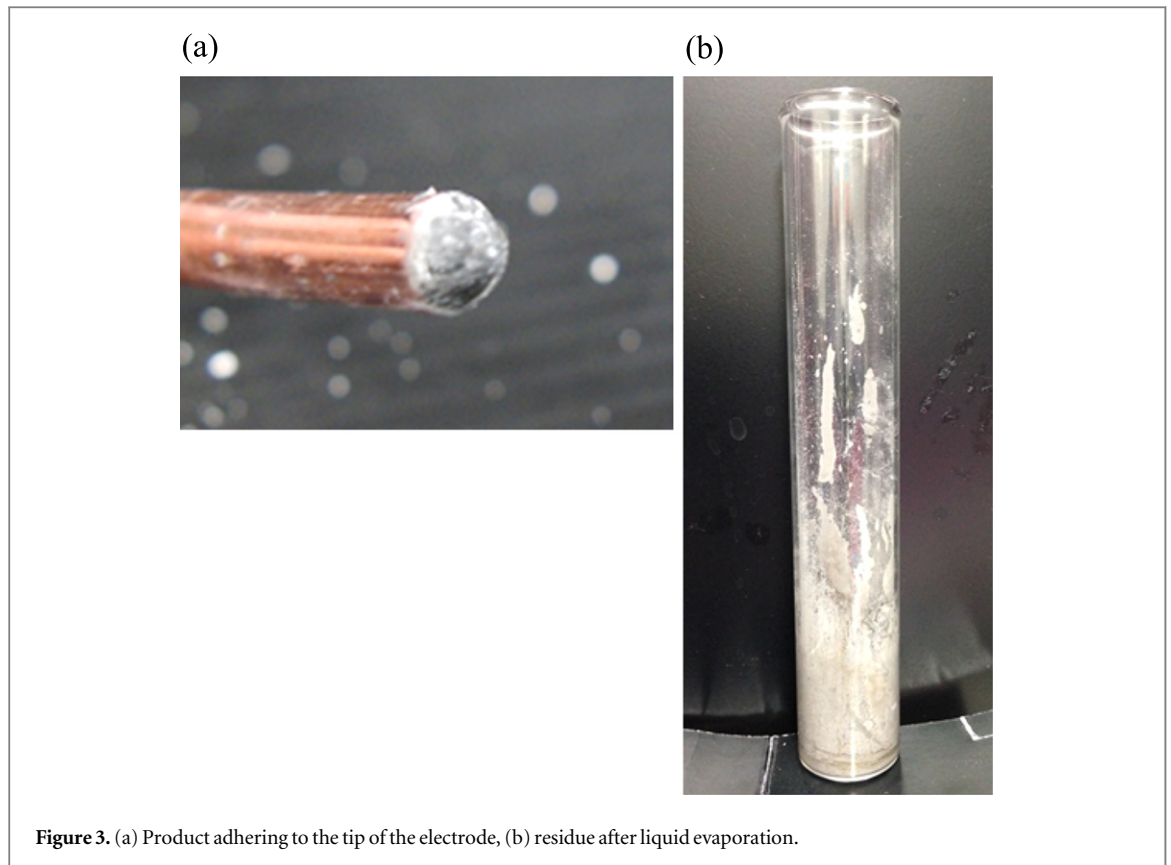 (a)
(b)
Figure 3. (a) Product adhering to the tip of the electrode, (b) residue after liquid evaporation.